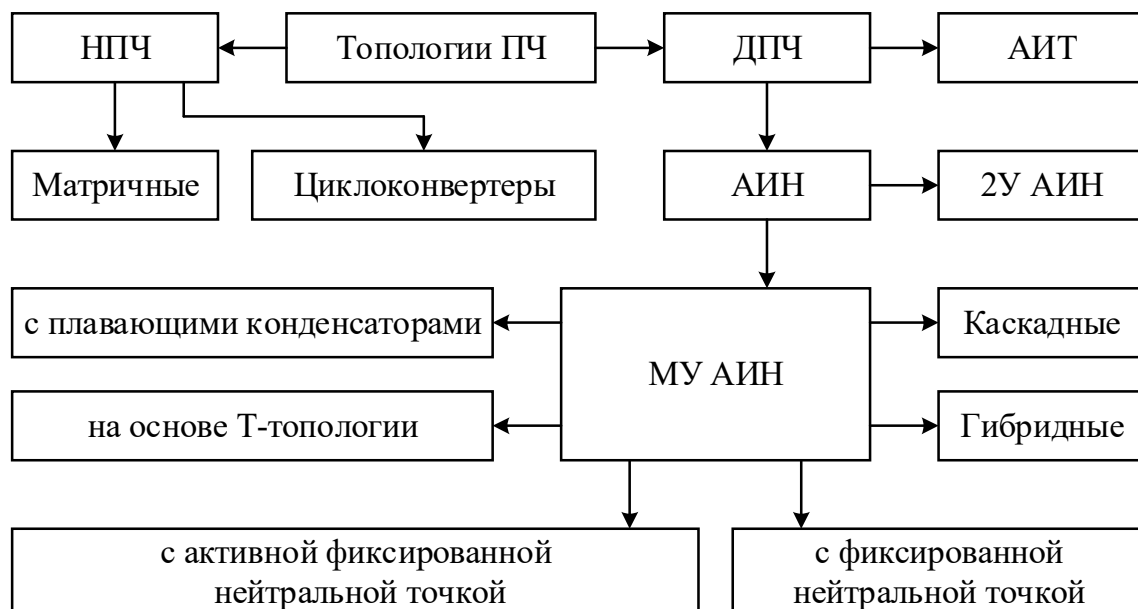 НПЧ
Топологии ПЧ
ДПЧ
АИТ
Матричные
Циклоконвертеры
АИН
2У АИН
с плавающими конденсаторами
МУ АИН
Каскадные
на основе Т-топологии
Гибридные
с активной фиксированной
нейтральной точкой
с фиксированной
нейтральной точкой